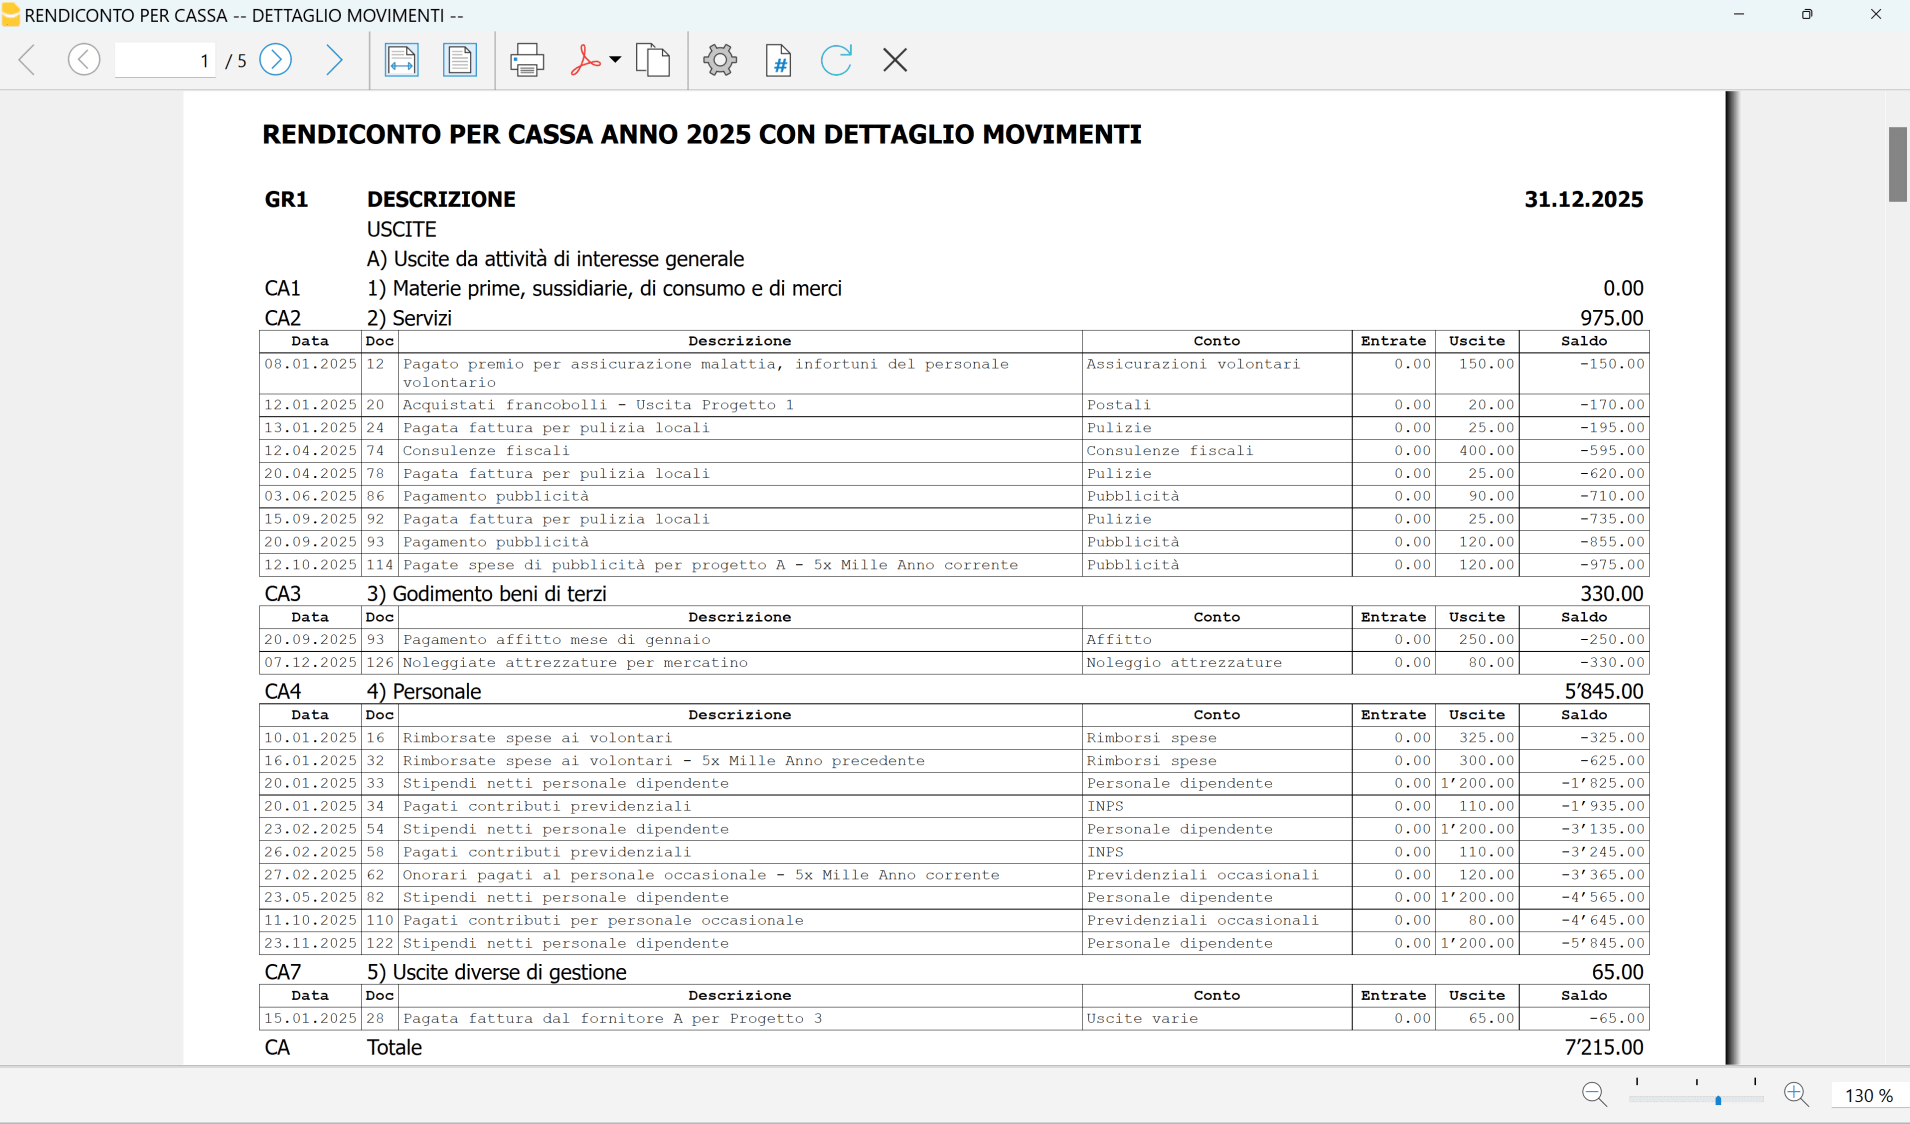 RENDICONTO PER CASSA -- DETTAGLIO MOVIMENTI --
1 / 5
RENDICONTO PER CASSA ANNO 2025 CON DETTAGLIO MOVIMENTI
GR1 DESCRIZIONE 31.12.2025
USCITE
A) Uscite da attività di interesse generale
CA1 1) Materie prime, sussidiarie, di consumo e di merci 0.00
CA2 2) Servizi 975.00
Data Doc Descrizione Conto Entrate Uscite Saldo
08.01.2025 12 Pagato premio per assicurazione malattia, infortuni del personale Assicurazioni volontari 0.00 150.00 -150.00
volontario
12.01.2025 20 Acquistati francobolli - Uscita Progetto 1 Postali 0.00 20.00 -170.00
13.01.2025 24 Pagata fattura per pulizia locali Pulizie 0.00 25.00 -195.00
12.04.2025 74 Consulenze fiscali Consulenze fiscali 0.00 400.00 -595.00
20.04.2025 78 Pagata fattura per pulizia locali Pulizie 0.00 25.00 -620.00
03.06.2025 86 Pagamento pubblicità Pubblicità 0.00 90.00 -710.00
15.09.2025 92 Pagata fattura per pulizia locali Pulizie 0.00 25.00 -735.00
20.09.2025 93 Pagamento pubblicità Pubblicità 0.00 120.00 -855.00
12.10.2025 114 Pagate spese di pubblicità per progetto A - 5x Mille Anno corrente Pubblicità 0.00 120.00 -975.00
CA3 3) Godimento beni di terzi 330.00
Data Doc Descrizione Conto Entrate Uscite Saldo
20.09.2025 93 Pagamento affitto mese di gennaio Affitto 0.00 250.00 -250.00
07.12.2025 126 Noleggiate attrezzature per mercatino Noleggio attrezzature 0.00 80.00 -330.00
CA4 4) Personale 5’845.00
Data Doc Descrizione Conto Entrate Uscite Saldo
10.01.2025 16 Rimborsate spese ai volontari Rimborsi spese 0.00 325.00 -325.00
16.01.2025 32 Rimborsate spese ai volontari - 5x Mille Anno precedente Rimborsi spese 0.00 300.00 -625.00
20.01.2025 33 Stipendi netti personale dipendente Personale dipendente 0.00 1’200.00 -1’825.00
20.01.2025 34 Pagati contributi previdenziali INPS 0.00 110.00 -1’935.00
23.02.2025 54 Stipendi netti personale dipendente Personale dipendente 0.00 1’200.00 -3’135.00
26.02.2025 58 Pagati contributi previdenziali INPS 0.00 110.00 -3’245.00
27.02.2025 62 Onorari pagati al personale occasionale - 5x Mille Anno corrente Previdenziali occasionali 0.00 120.00 -3’365.00
23.05.2025 82 Stipendi netti personale dipendente Personale dipendente 0.00 1’200.00 -4’565.00
11.10.2025 110 Pagati contributi per personale occasionale Previdenziali occasionali 0.00 80.00 -4’645.00
23.11.2025 122 Stipendi netti personale dipendente Personale dipendente 0.00 1’200.00 -5’845.00
CA7 5) Uscite diverse di gestione 65.00
Data Doc Descrizione Conto Entrate Uscite Saldo
15.01.2025 28 Pagata fattura dal fornitore A per Progetto 3 Uscite varie 0.00 65.00 -65.00
CA Totale 7’215.00
130 %